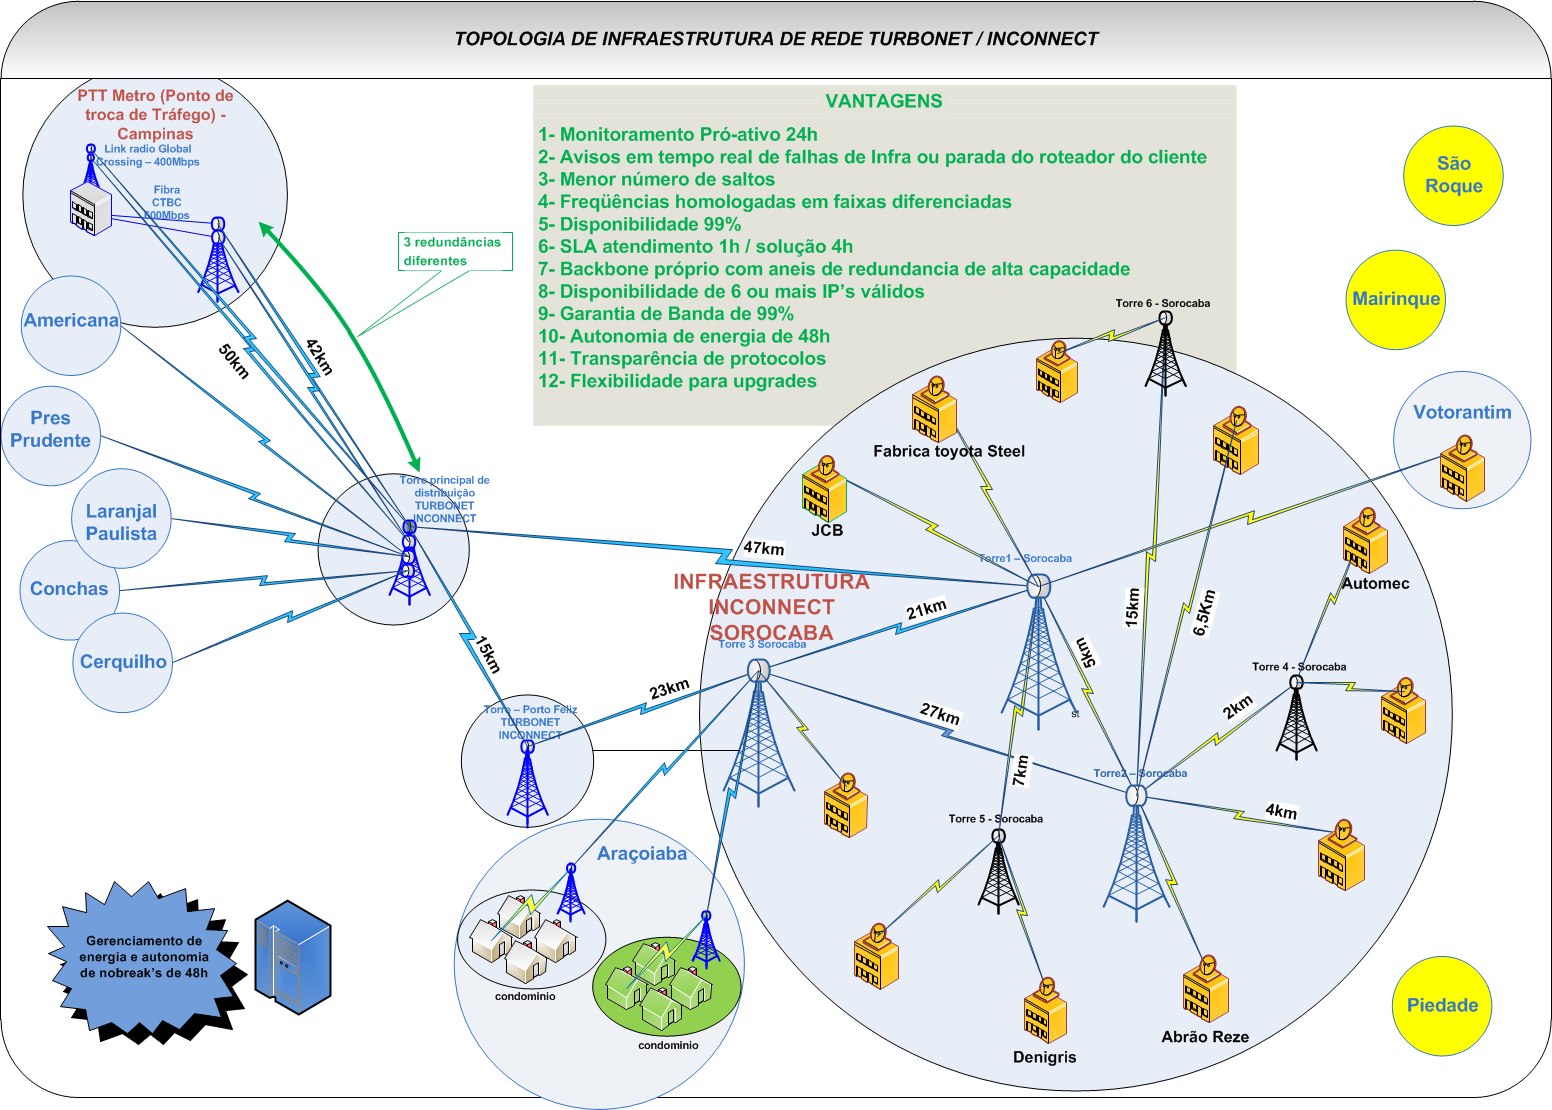 TOPOLOGIA DE INFRAESTRUTURA DE REDE TURBONET / INCONNECT
PTT Metro (Ponto de
troca de Tráfego) -
Campinas
Link radio Global
Crossing – 400Mbps
Fibra
CTBC
600Mbps
3 redundâncias
diferentes
VANTAGENS
1- Monitoramento Pró-ativo 24h
2- Avisos em tempo real de falhas de Infra ou parada do roteador do cliente
3- Menor número de saltos
4- Freqüências homologadas em faixas diferenciadas
5- Disponibilidade 99%
6- SLA atendimento 1h / solução 4h
7- Backbone próprio com aneis de redundancia de alta capacidade
8- Disponibilidade de 6 ou mais IP's válidos
9- Garantia de Banda de 99%
10- Autonomia de energia de 48h
11- Transparência de protocolos
12- Flexibilidade para upgrades
São
Roque
Mairinque
Votorantim
Piedade
Americana
Pres
Prudente
Laranjal
Paulista
Conchas
Cerquilho
50km
42km
Torre principal de
distribuição
TURBONET
INCONNECT
47km
15km
Torre – Porto Feliz
TURBONET
INCONNECT
23km
INFRAESTRUTURA
INCONNECT
SOROCABA
Torre 3 Sorocaba
21km
27km
Torre1 – Sorocaba
st
5km
7km
15km
6,5Km
2km
4km
Torre 6 - Sorocaba
Fabrica toyota Steel
JCB
Automec
Torre 4 - Sorocaba
Torre2 – Sorocaba
Torre 5 - Sorocaba
Denigris
Abrão Reze
Araçoiaba
condominio
condominio
Gerenciamento de
energia e autonomia
de nobreak's de 48h